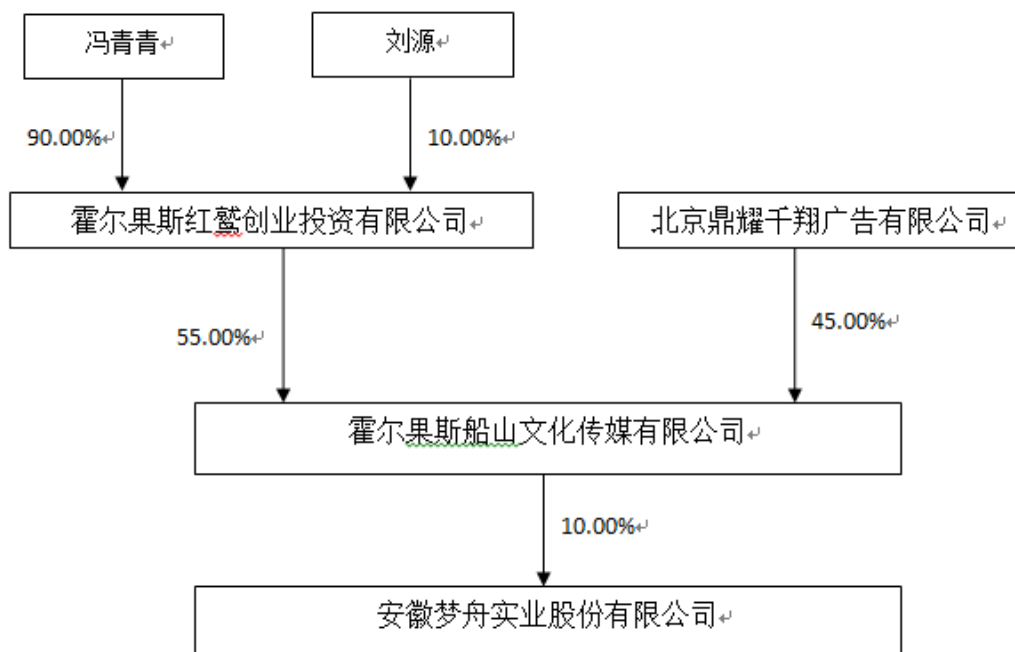 冯青青
刘源
90.00%
10.00%
霍尔果斯红鹫创业投资有限公司
北京鼎耀千翔广告有限公司
55.00%
45.00%
霍尔果斯船山文化传媒有限公司
10.00%
安徽梦舟实业股份有限公司